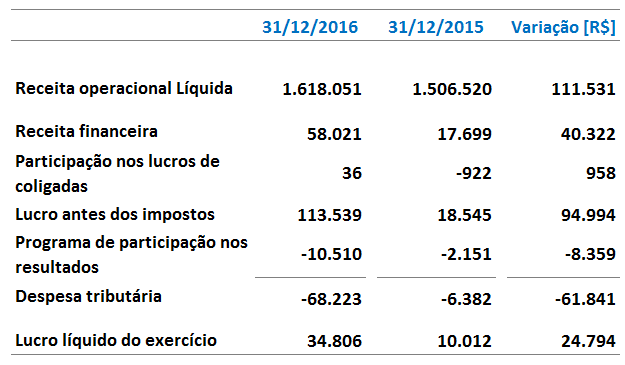 31/12/2016 31/12/2015 Variação [R$]
Receita operacional Líquida 1.618.051 1.506.520 111.531
Receita financeira 58.021 17.699 40.322
Participação nos lucros de
coligadas 36 -922 958
Lucro antes dos impostos 113.539 18.545 94.994
Programa de participação nos
resultados -10.510 -2.151 -8.359
Despesa tributária -68.223 -6.382 -61.841
Lucro líquido do exercício 34.806 10.012 24.794